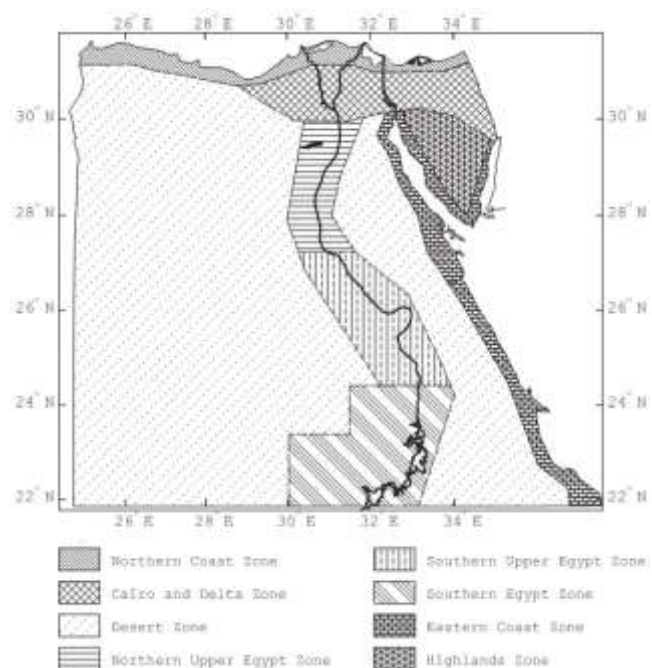 26°E 28°E 30°E 32°E 34°E
30°N 30°N
28°N 28°N
26°N 26°N
24°N 24°N
22°N 22°N
26°E 28°E 30°E 32°E 34°E
Northern Coast Zone
Cairo and Delta Zone
Desert Zone
Northern Upper Egypt Zone
Southern Upper Egypt Zone
Southern Egypt Zone
Eastern Coast Zone
Highlands Zone